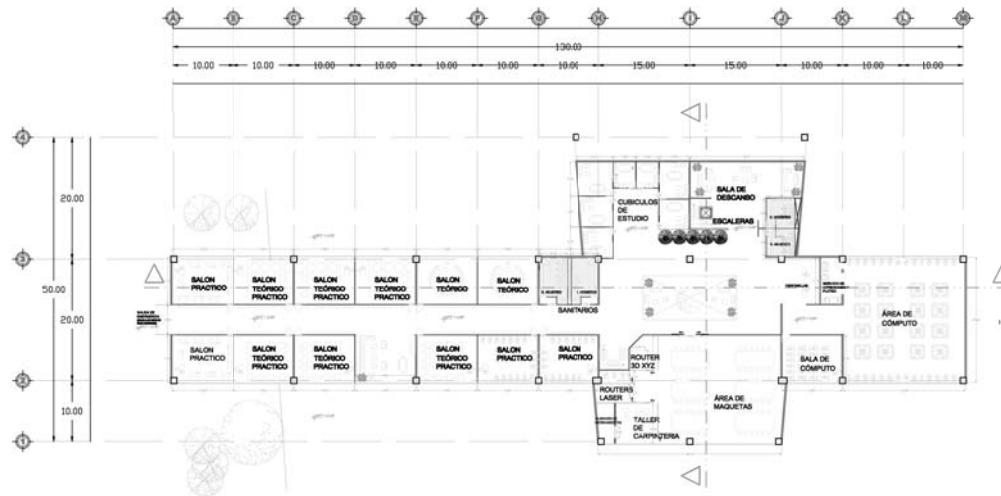 A B C D E F G H I J K L M
130.00
10.00 10.00 10.00 10.00 10.00 10.00 10.00 15.00 15.00 10.00 10.00 10.00
4
20.00
SALA DE
DESCANSO
CUBICULOS
DE
ESTUDIO
ESCALERAS
3
50.00
SALON
PRACTICO
SALON
TEÓRICO
PRACTICO
SALON
TEÓRICO
PRACTICO
SALON
TEÓRICO
PRACTICO
SALON
TEÓRICO
SALON
TEÓRICO
SANITARIOS
20.00
ÁREA DE
CÓMPUTO
SALON
PRACTICO
SALON
TEÓRICO
PRACTICO
SALON
TEÓRICO
PRACTICO
SALON
TEÓRICO
PRACTICO
SALON
PRACTICO
SALON
PRACTICO
ROUTER
3D XYZ
SALA DE
CÓMPUTO
2
ROUTERS
LASER
ÁREA DE
MAQUETAS
10.00
TALLER
DE
CARPINTERIA
1